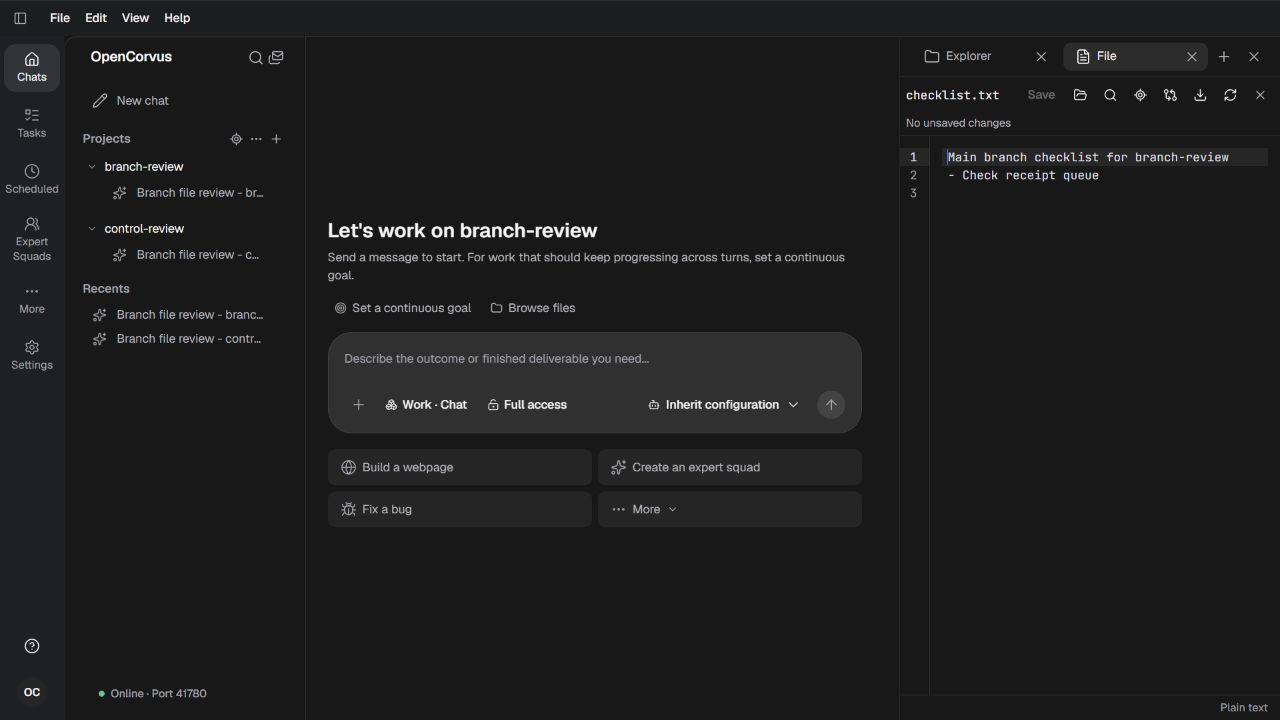 File Edit View Help
Chats
Tasks
Scheduled
Expert
Squads
More
Settings
OC
OpenCorvus
New chat
Projects
branch-review
Branch file review - br...
control-review
Branch file review - c...
Recents
Branch file review - branc...
Branch file review - contr...
Online · Port 41780
Let's work on branch-review
Send a message to start. For work that should keep progressing across turns, set a continuous
goal.
Set a continuous goal Browse files
Describe the outcome or finished deliverable you need...
Work · Chat Full access Inherit configuration
Build a webpage Create an expert squad
Fix a bug More
Explorer File
checklist.txt Save
No unsaved changes
1 Main branch checklist for branch-review
2 - Check receipt queue
3
Plain text